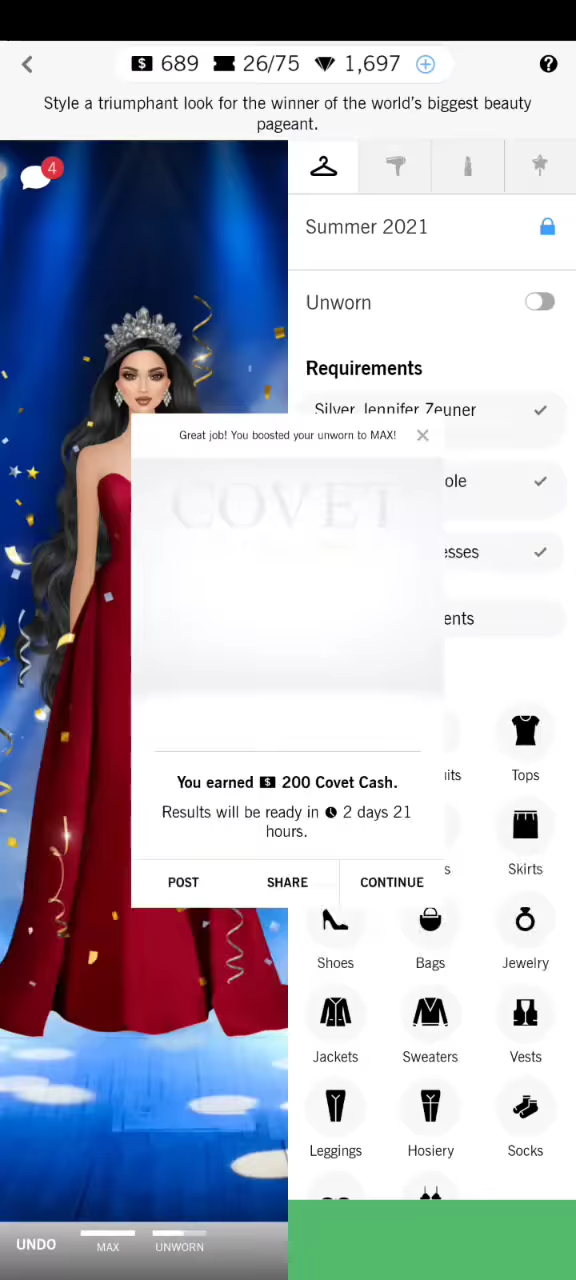 689 26/75 1,697
Style a triumphant look for the winner of the world's biggest beauty
pageant.
4
Summer 2021
Unworn
Requirements
Silver Jennifer Zeuner
ole
esses
ents
Great job! You boosted your unworn to MAX!
COVET
You earned $ 200 Covet Cash.
Results will be ready in 2 days 21
hours.
POST SHARE CONTINUE
uits Tops
s Skirts
Shoes Bags Jewelry
Jackets Sweaters Vests
Leggings Hosiery Socks
UNDO MAX UNWORN